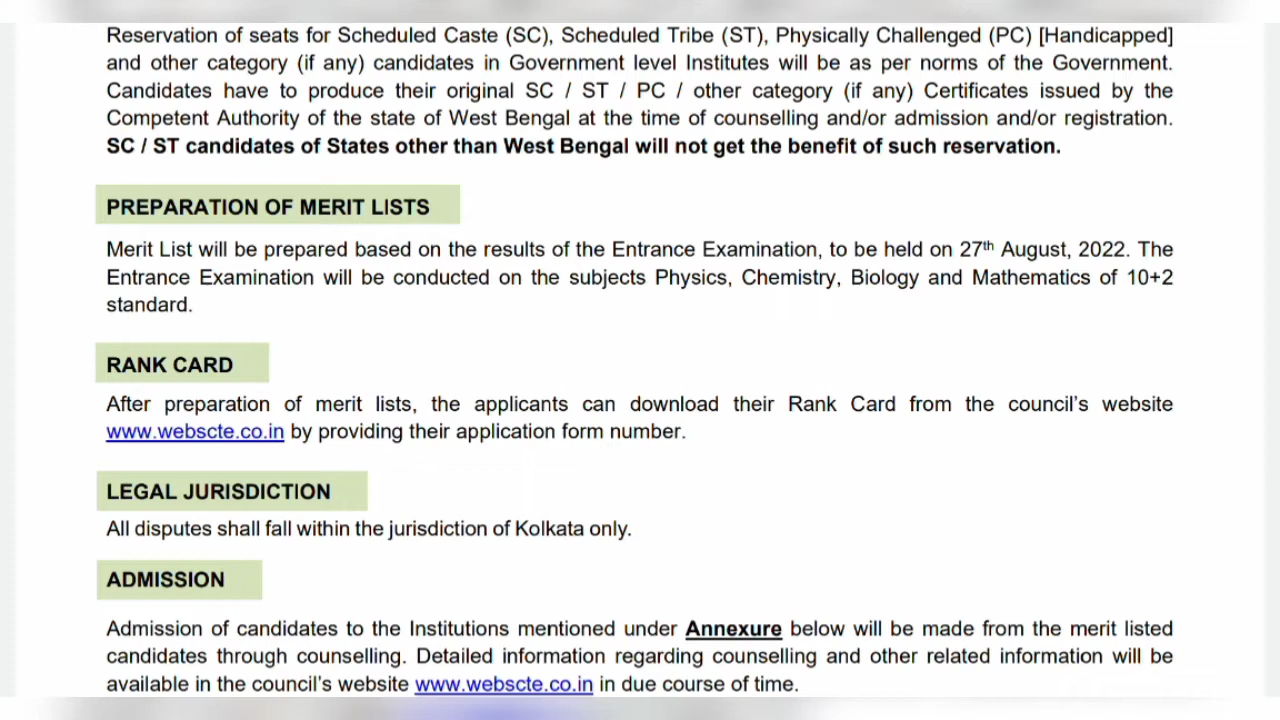 Reservation of seats for Scheduled Caste (SC), Scheduled Tribe (ST), Physically Challenged (PC) [Handicapped]
and other category (if any) candidates in Government level Institutes will be as per norms of the Government.
Candidates have to produce their original SC / ST / PC / other category (if any) Certificates issued by the
Competent Authority of the state of West Bengal at the time of counselling and/or admission and/or registration.
SC / ST candidates of States other than West Bengal will not get the benefit of such reservation.
PREPARATION OF MERIT LISTS
Merit List will be prepared based on the results of the Entrance Examination, to be held on 27th August, 2022. The
Entrance Examination will be conducted on the subjects Physics, Chemistry, Biology and Mathematics of 10+2
standard.
RANK CARD
After preparation of merit lists, the applicants can download their Rank Card from the council's website
www.webscte.co.in by providing their application form number.
LEGAL JURISDICTION
All disputes shall fall within the jurisdiction of Kolkata only.
ADMISSION
Admission of candidates to the Institutions mentioned under Annexure below will be made from the merit listed
candidates through counselling. Detailed information regarding counselling and other related information will be
available in the council's website www.webscte.co.in in due course of time.